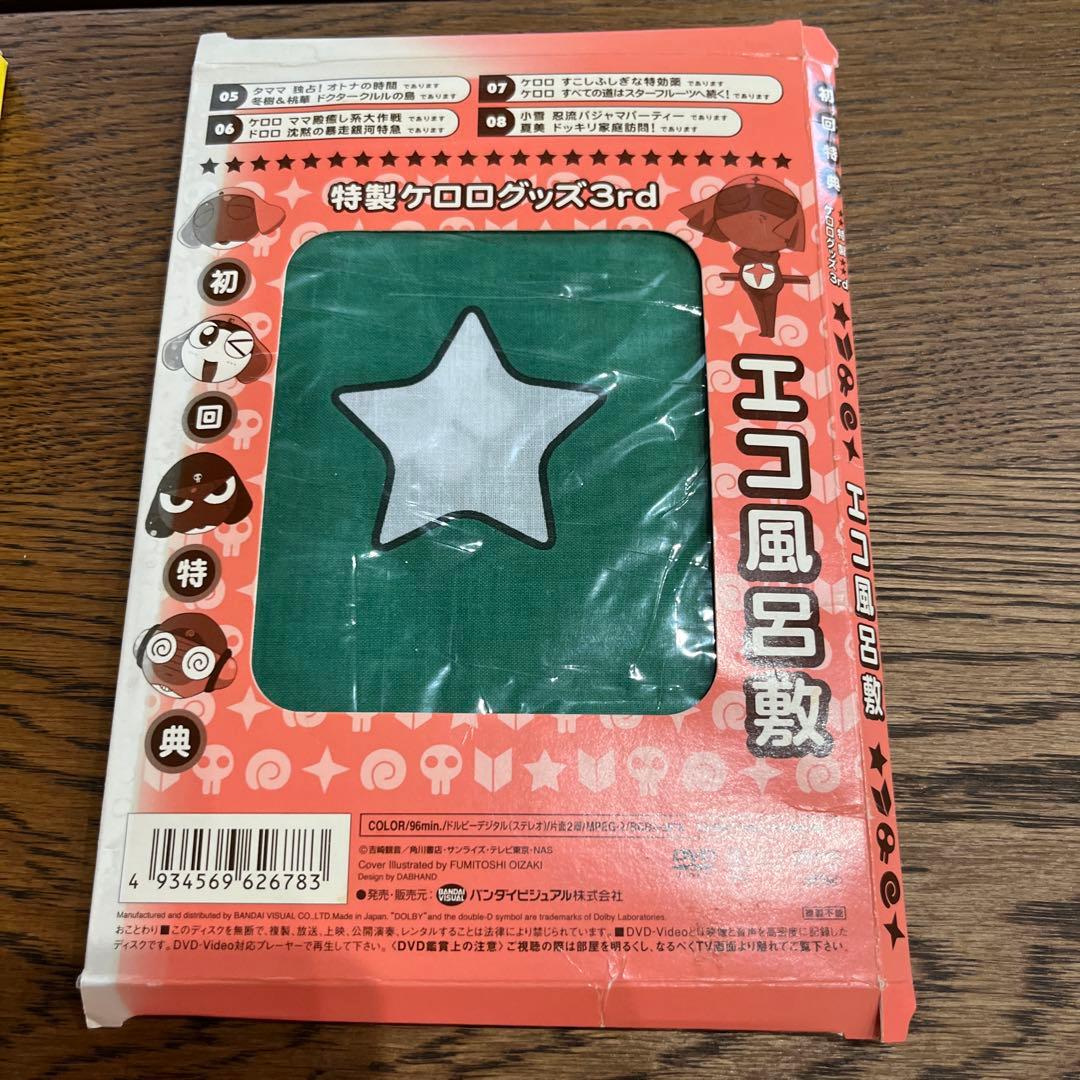 05 タママ 独占!オトナの時間 であります
冬樹&桃華 ドクタークルルの島 であります
06 ケロロ ママ殿癒し系大作戦 であります
ドロロ 沈黙の暴走銀河特急 であります
07 ケロロ すこしふしぎな特効薬 であります
ケロロ すべての道はスターフルーツへ続く! であります
08 小雪 忍流パジャマパーティー であります
夏美 ドッキリ家庭訪問! であります
特製ケロログッズ3rd
初回特典
エコ風呂敷
初回特典
特製
ケロログッズ3rd
エコ風呂敷
4 934569 626783
COLOR/96min./ドルビーデジタル(ステレオ)/片面2層/MPEG-2/
©吉崎観音/角川書店・サンライズ・テレビ東京・NAS
Cover Illustrated by FUMITOSHI OIZAKI
Design by DABHAND
●発売・販売元: BANDAI VISUAL バンダイビジュアル株式会社
複製不能
Manufactured and distributed by BANDAI VISUAL CO.,LTD.Made in Japan. "DOLBY"and the double-D symbol are trademarks of Dolby Laboratories.
おことわり■このディスクを無断で、複製、放送、上映、公開演奏、レンタルすることは法律により禁じられています。■DVD-Videoとは映像と音声を高密度に記録した
ディスクです。DVD-Video対応プレーヤーで再生して下さい。〈DVD鑑賞上の注意〉ご視聴の際は部屋を明るくし、なるべくTV画面より離れてご覧下さい。